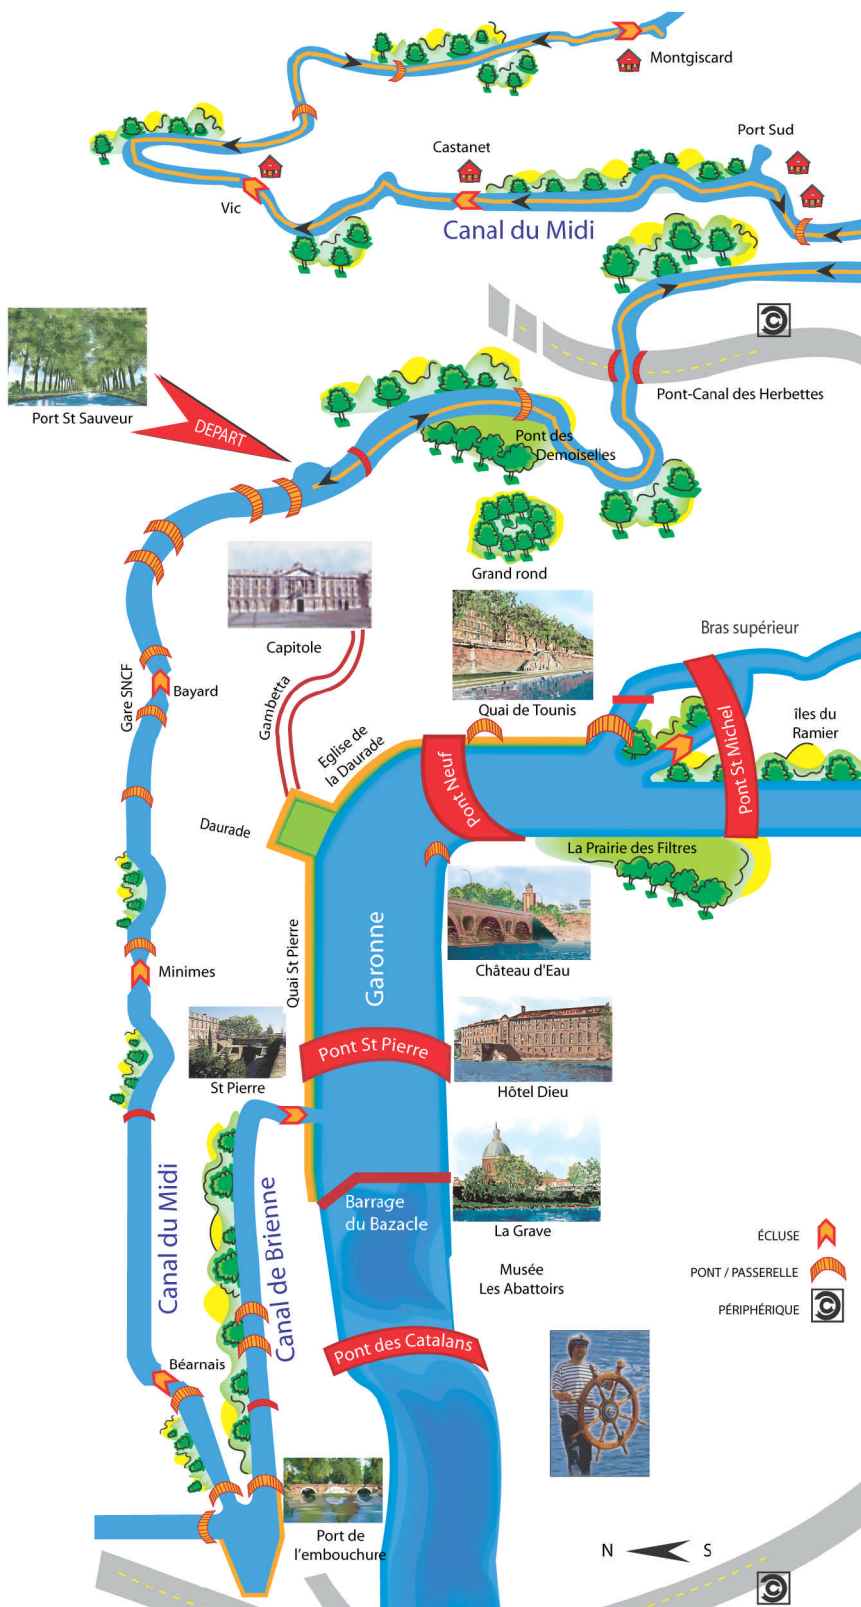 Montgiscard
Castanet
Port Sud
Vic
Canal du Midi
Port St Sauveur
DEPART
Pont-Canal des Herbettes
Pont des
Demoiselles
Grand rond
Capitole
Gambetta
Quai de Tounis
Bras supérieur
Gare SNCF
Bayard
Eglise de
la Daurade
Pont Neuf
Pont St Michel
îles du
Ramier
Daurade
La Prairie des Filtres
Quai St Pierre
Garonne
Château d'Eau
Minimes
St Pierre
Pont St Pierre
Hôtel Dieu
Canal du Midi
Canal de Brienne
Barrage
du Bazacle
La Grave
Musée
Les Abattoirs
ÉCLUSE
PONT / PASSERELLE
PÉRIPHÉRIQUE
Pont des Catalans
Béarnais
Port de
l'embouchure
N S